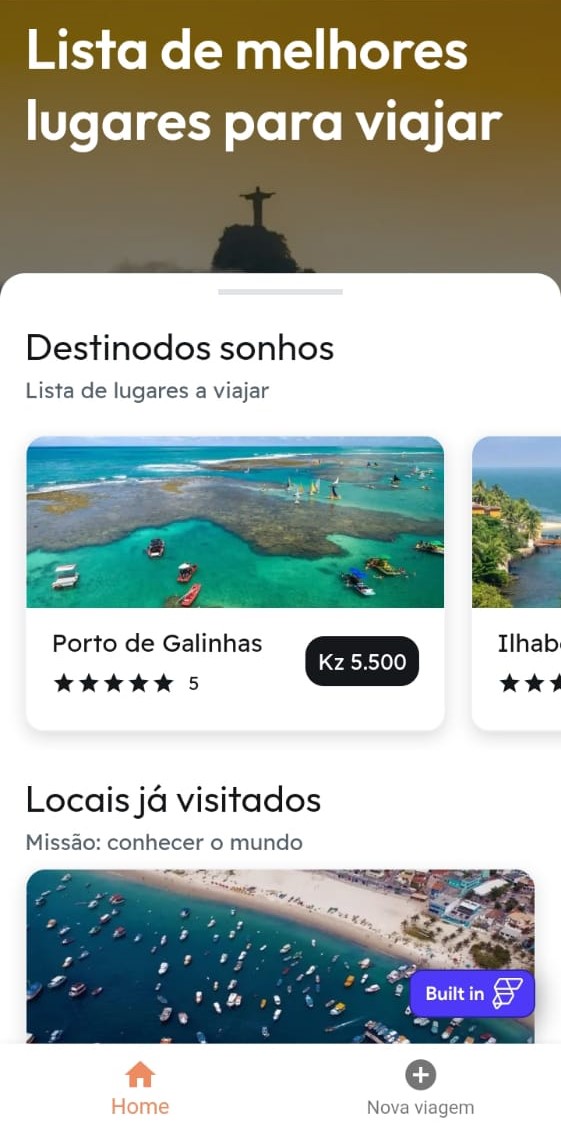 Lista de melhores
lugares para viajar
Destinodos sonhos
Lista de lugares a viajar
Porto de Galinhas
5
Kz 5.500
Ilhab
Locais já visitados
Missão: conhecer o mundo
Built in
Home
Nova viagem